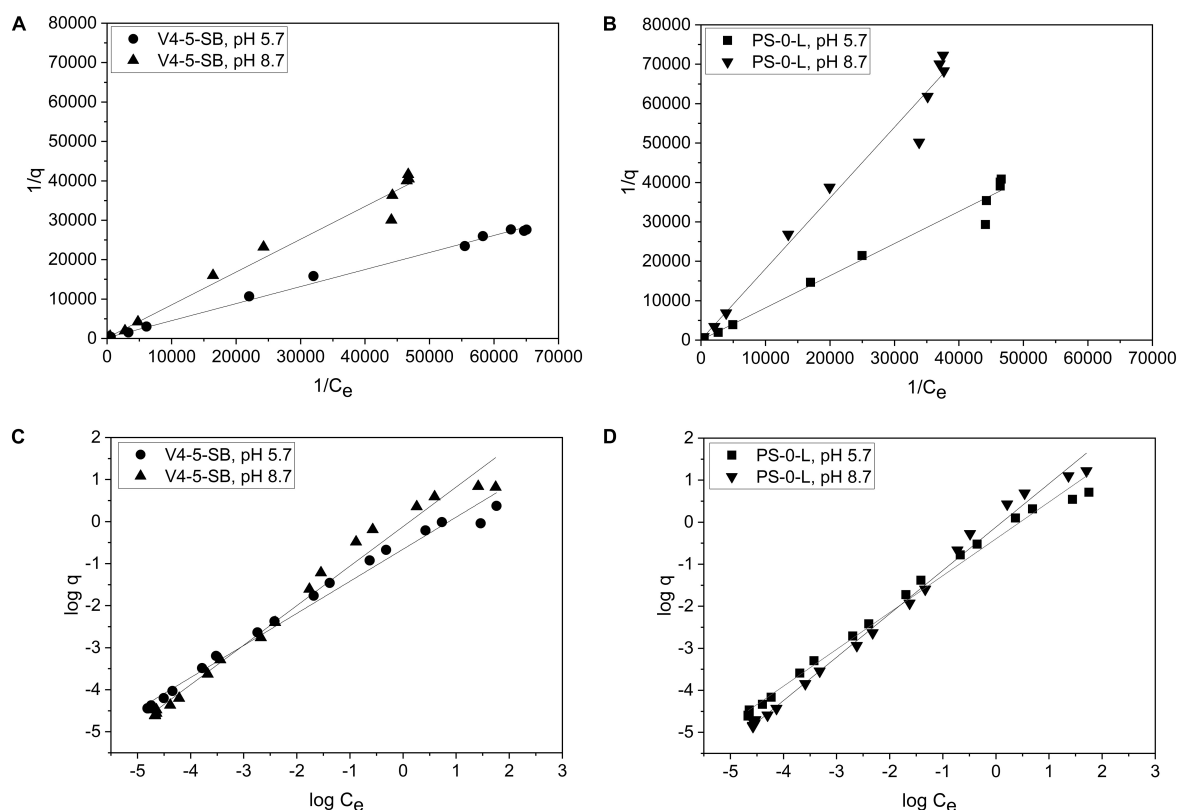 A
V4-5-SB, pH 5.7
V4-5-SB, pH 8.7
1/q
80000
70000
60000
50000
40000
30000
20000
10000
0
0 10000 20000 30000 40000 50000 60000 70000
1/Ce
B
PS-0-L, pH 5.7
PS-0-L, pH 8.7
1/q
80000
70000
60000
50000
40000
30000
20000
10000
0
0 10000 20000 30000 40000 50000 60000 70000
1/Ce
C
V4-5-SB, pH 5.7
V4-5-SB, pH 8.7
log q
2
1
0
-1
-2
-3
-4
-5
-5 -4 -3 -2 -1 0 1 2 3
log Ce
D
PS-0-L, pH 5.7
PS-0-L, pH 8.7
log q
2
1
0
-1
-2
-3
-4
-5
-5 -4 -3 -2 -1 0 1 2 3
log Ce